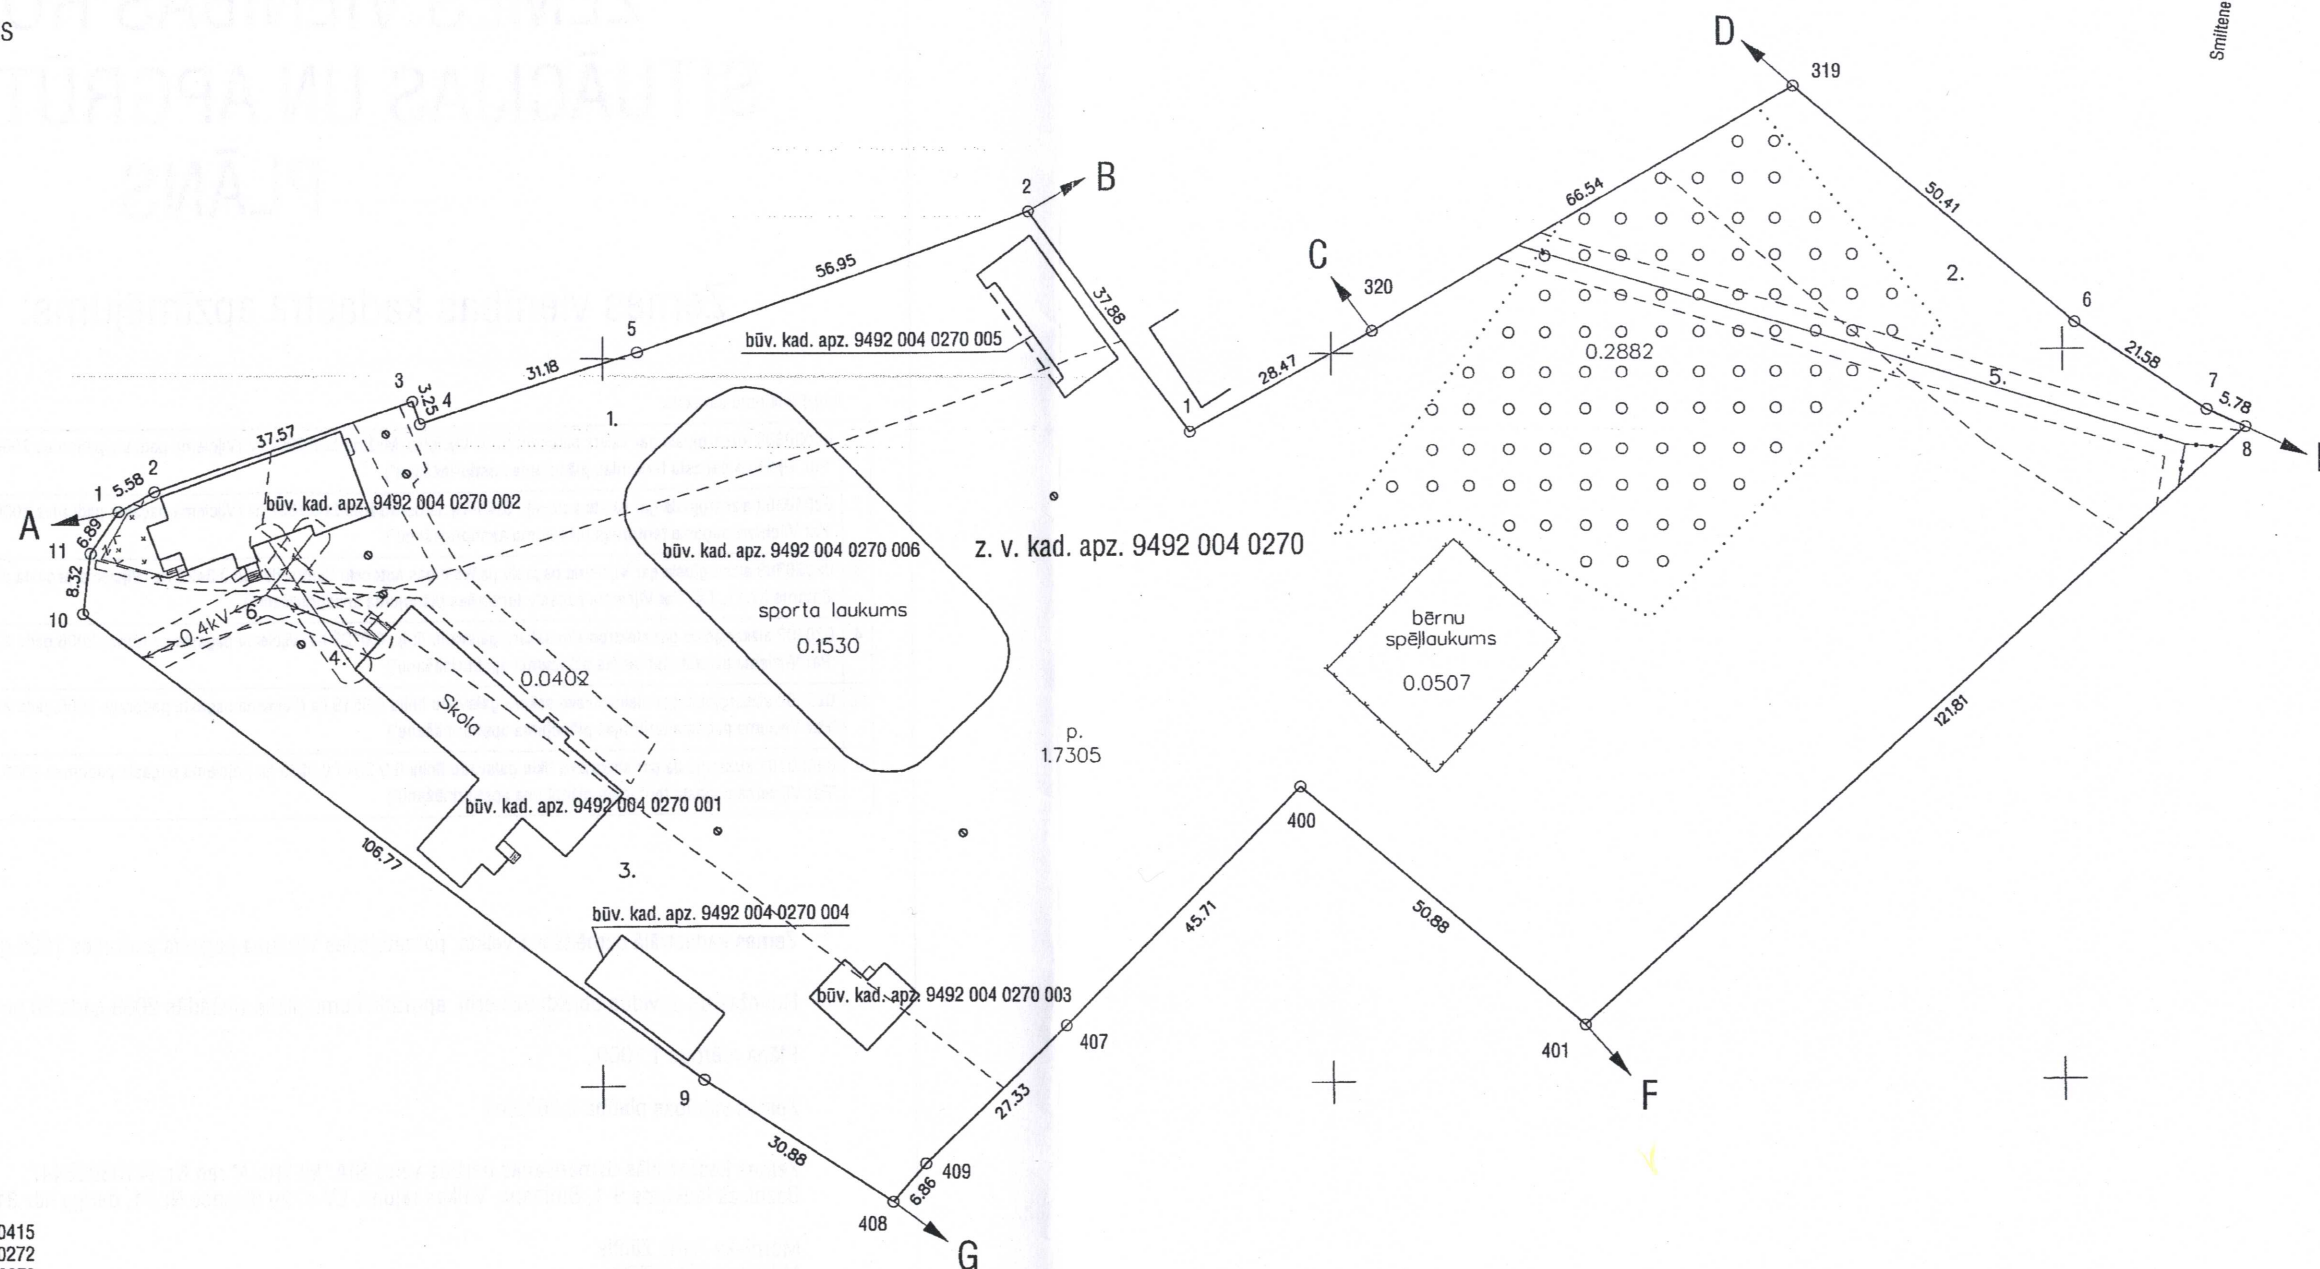 S
Smiltene
D
319
66.54
50.41
2
B
C
320
2.
6
56.95
37.88
21.58
5
būv. kad. apz. 9492 004 0270 005
28.47
0.2882
5.
7
5.78
3
3.25
4
31.18
1.
1
8
37.57
2
1
5.58
A
6.89
11
8.32
10
būv. kad. apz. 9492 004 0270 002
būv. kad. apz. 9492 004 0270 006
z. v. kad. apz. 9492 004 0270
sporta laukums
0.1530
bērnu
spēļlaukums
0.0507
0.4kV
6.
4.
0.0402
Skola
p.
1.7305
121.81
būv. kad. apz. 9492 004 0270 001
106.77
3.
400
būv. kad. apz. 9492 004 0270 004
45.71
50.88
būv. kad. apz. 9492 004 0270 003
407
401
F
9
27.33
30.88
409
6.86
408
G
0415
0272